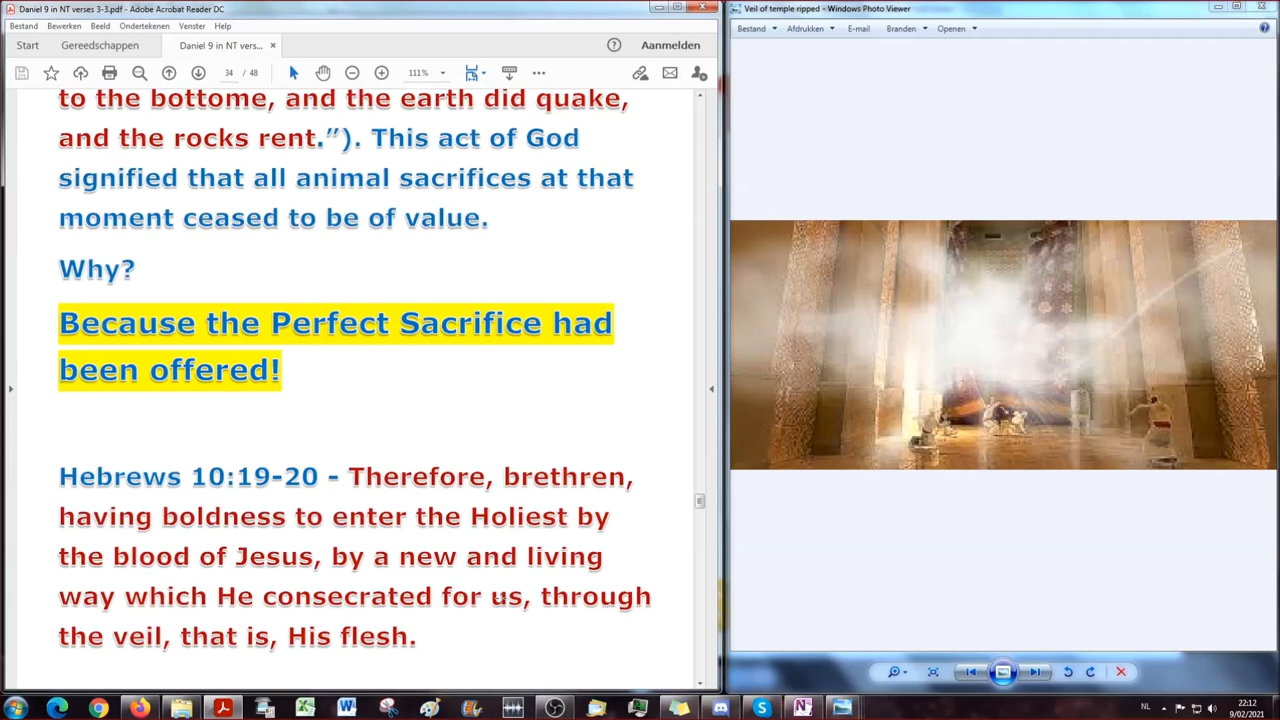 Daniel 9 in NT verses 3-3.pdf - Adobe Acrobat Reader DC
Bestand Bewerken Beeld Ondertekenen Venster Help
Start Gereedschappen Daniel 9 in NT vers... × Aanmelden
34 / 48 111%
to the bottome, and the earth did quake,
and the rocks rent.”). This act of God
signified that all animal sacrifices at that
moment ceased to be of value.
Why?
Because the Perfect Sacrifice had
been offered!
Hebrews 10:19-20 - Therefore, brethren,
having boldness to enter the Holiest by
the blood of Jesus, by a new and living
way which He consecrated for us, through
the veil, that is, His flesh.
Veil of temple ripped - Windows Photo Viewer
Bestand Afdrukken E-mail Branden Openen
NL 22:12
9/02/2021